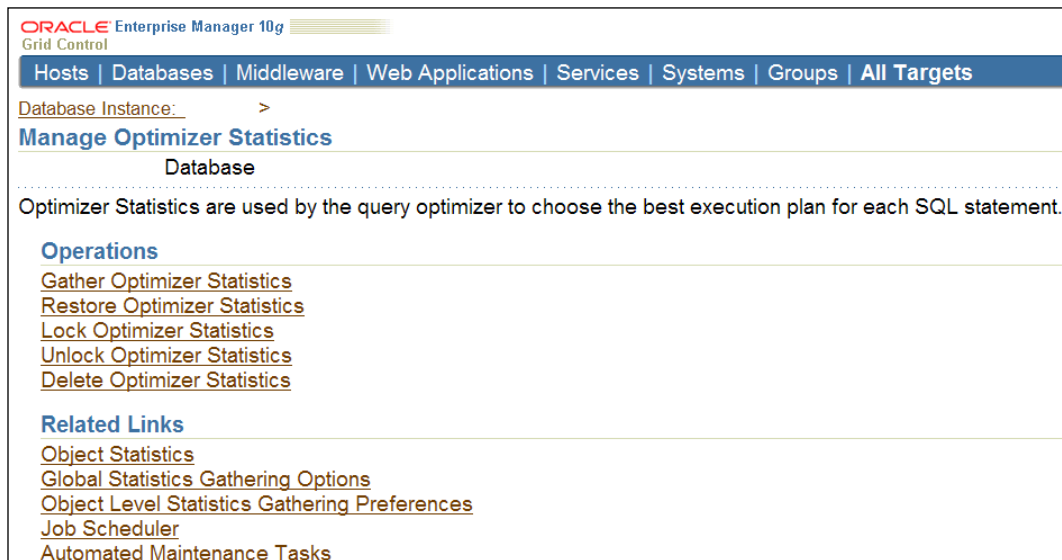 ORACLE Enterprise Manager 10g
Grid Control
Hosts | Databases | Middleware | Web Applications | Services | Systems | Groups | All Targets
Database Instance: >
Manage Optimizer Statistics
Database
Optimizer Statistics are used by the query optimizer to choose the best execution plan for each SQL statement.
Operations
Gather Optimizer Statistics
Restore Optimizer Statistics
Lock Optimizer Statistics
Unlock Optimizer Statistics
Delete Optimizer Statistics
Related Links
Object Statistics
Global Statistics Gathering Options
Object Level Statistics Gathering Preferences
Job Scheduler
Automated Maintenance Tasks